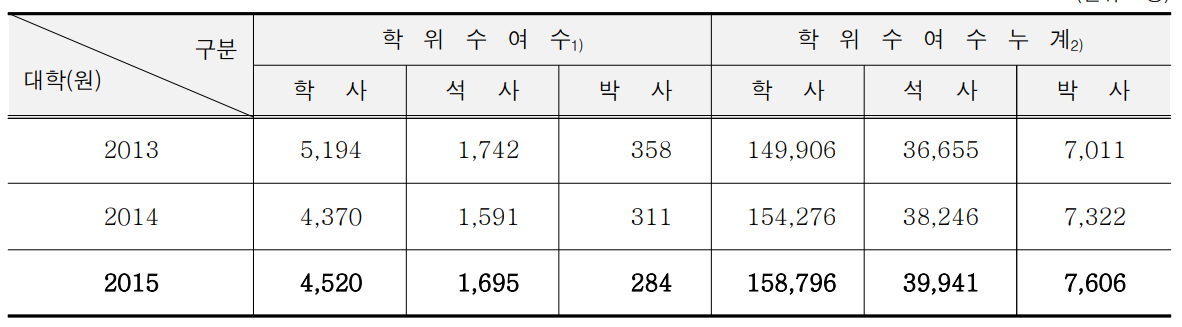 구분 학 위 수 여 수1) 학 위 수 여 수 누 계2)
대학(원) 학 사 석 사 박 사 학 사 석 사 박 사
2013 5,194 1,742 358 149,906 36,655 7,011
2014 4,370 1,591 311 154,276 38,246 7,322
2015 4,520 1,695 284 158,796 39,941 7,606